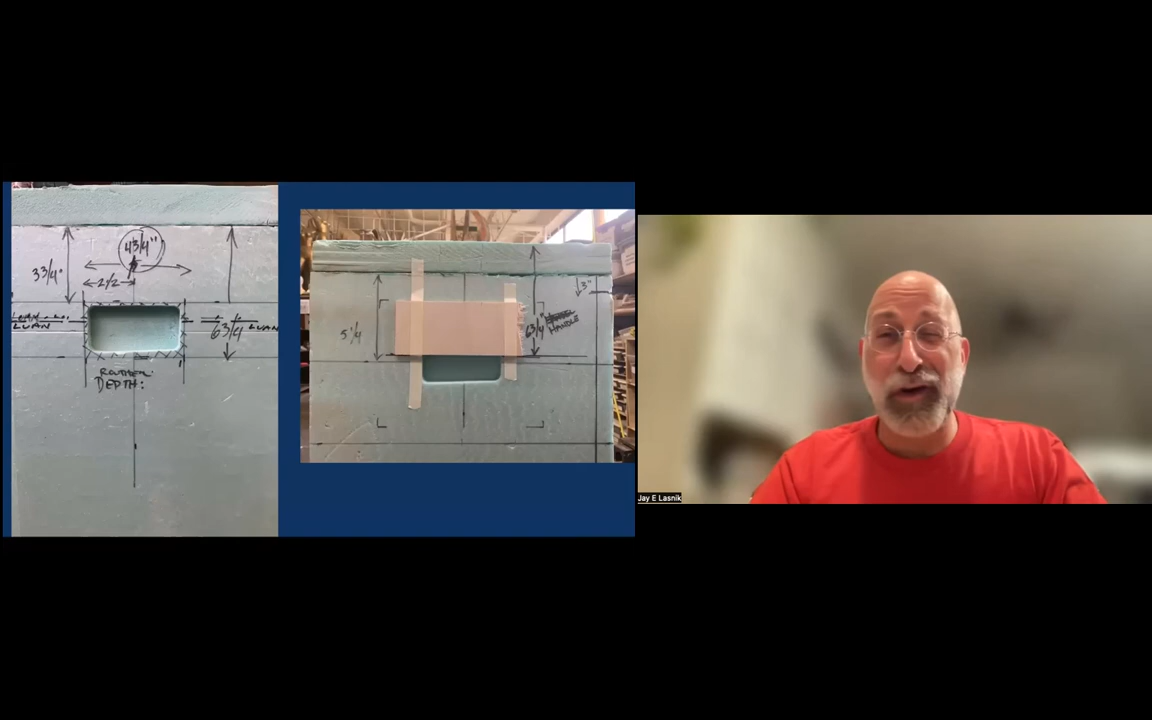 4 3/4"
3 3/4"
2 1/2
LUAN
6 3/4 LUAN
ROUTER
DEPTH:
3"
5 1/4
6 3/4"
HANDLE
Jay E Lasnik